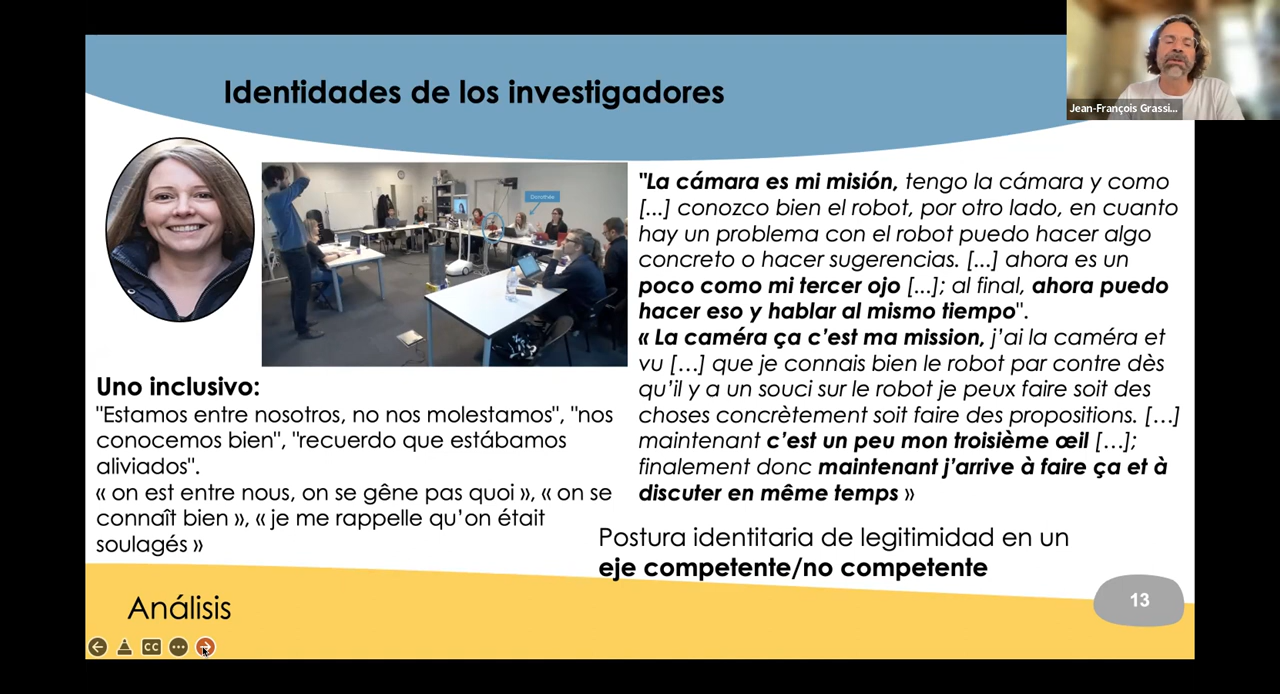 Identidades de los investigadores
Jean-François Grassi...
Dorothée
"La cámara es mi misión, tengo la cámara y como
[...] conozco bien el robot, por otro lado, en cuanto
hay un problema con el robot puedo hacer algo
concreto o hacer sugerencias. [...] ahora es un
poco como mi tercer ojo [...]; al final, ahora puedo
hacer eso y hablar al mismo tiempo".
« La caméra ça c'est ma mission, j'ai la caméra et
vu […] que je connais bien le robot par contre dès
qu'il y a un souci sur le robot je peux faire soit des
choses concrètement soit faire des propositions. […]
maintenant c'est un peu mon troisième œil […];
finalement donc maintenant j'arrive à faire ça et à
discuter en même temps »
Uno inclusivo:
"Estamos entre nosotros, no nos molestamos", "nos
conocemos bien", "recuerdo que estábamos
aliviados".
« on est entre nous, on se gêne pas quoi », « on se
connaît bien », « je me rappelle qu'on était
soulagés »
Postura identitaria de legitimidad en un
eje competente/no competente
Análisis
13
CC